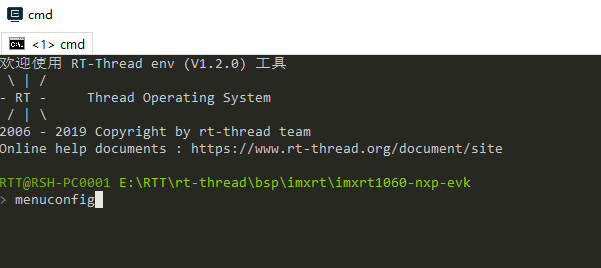 cmd
<1> cmd
欢迎使用 RT-Thread env (V1.2.0) 工具
 \ | /
- RT -     Thread Operating System
 / | \
2006 - 2019 Copyright by rt-thread team
Online help documents : https://www.rt-thread.org/document/site
RTT@RSH-PC0001 E:\RTT\rt-thread\bsp\imxrt\imxrt1060-nxp-evk
> menuconfig